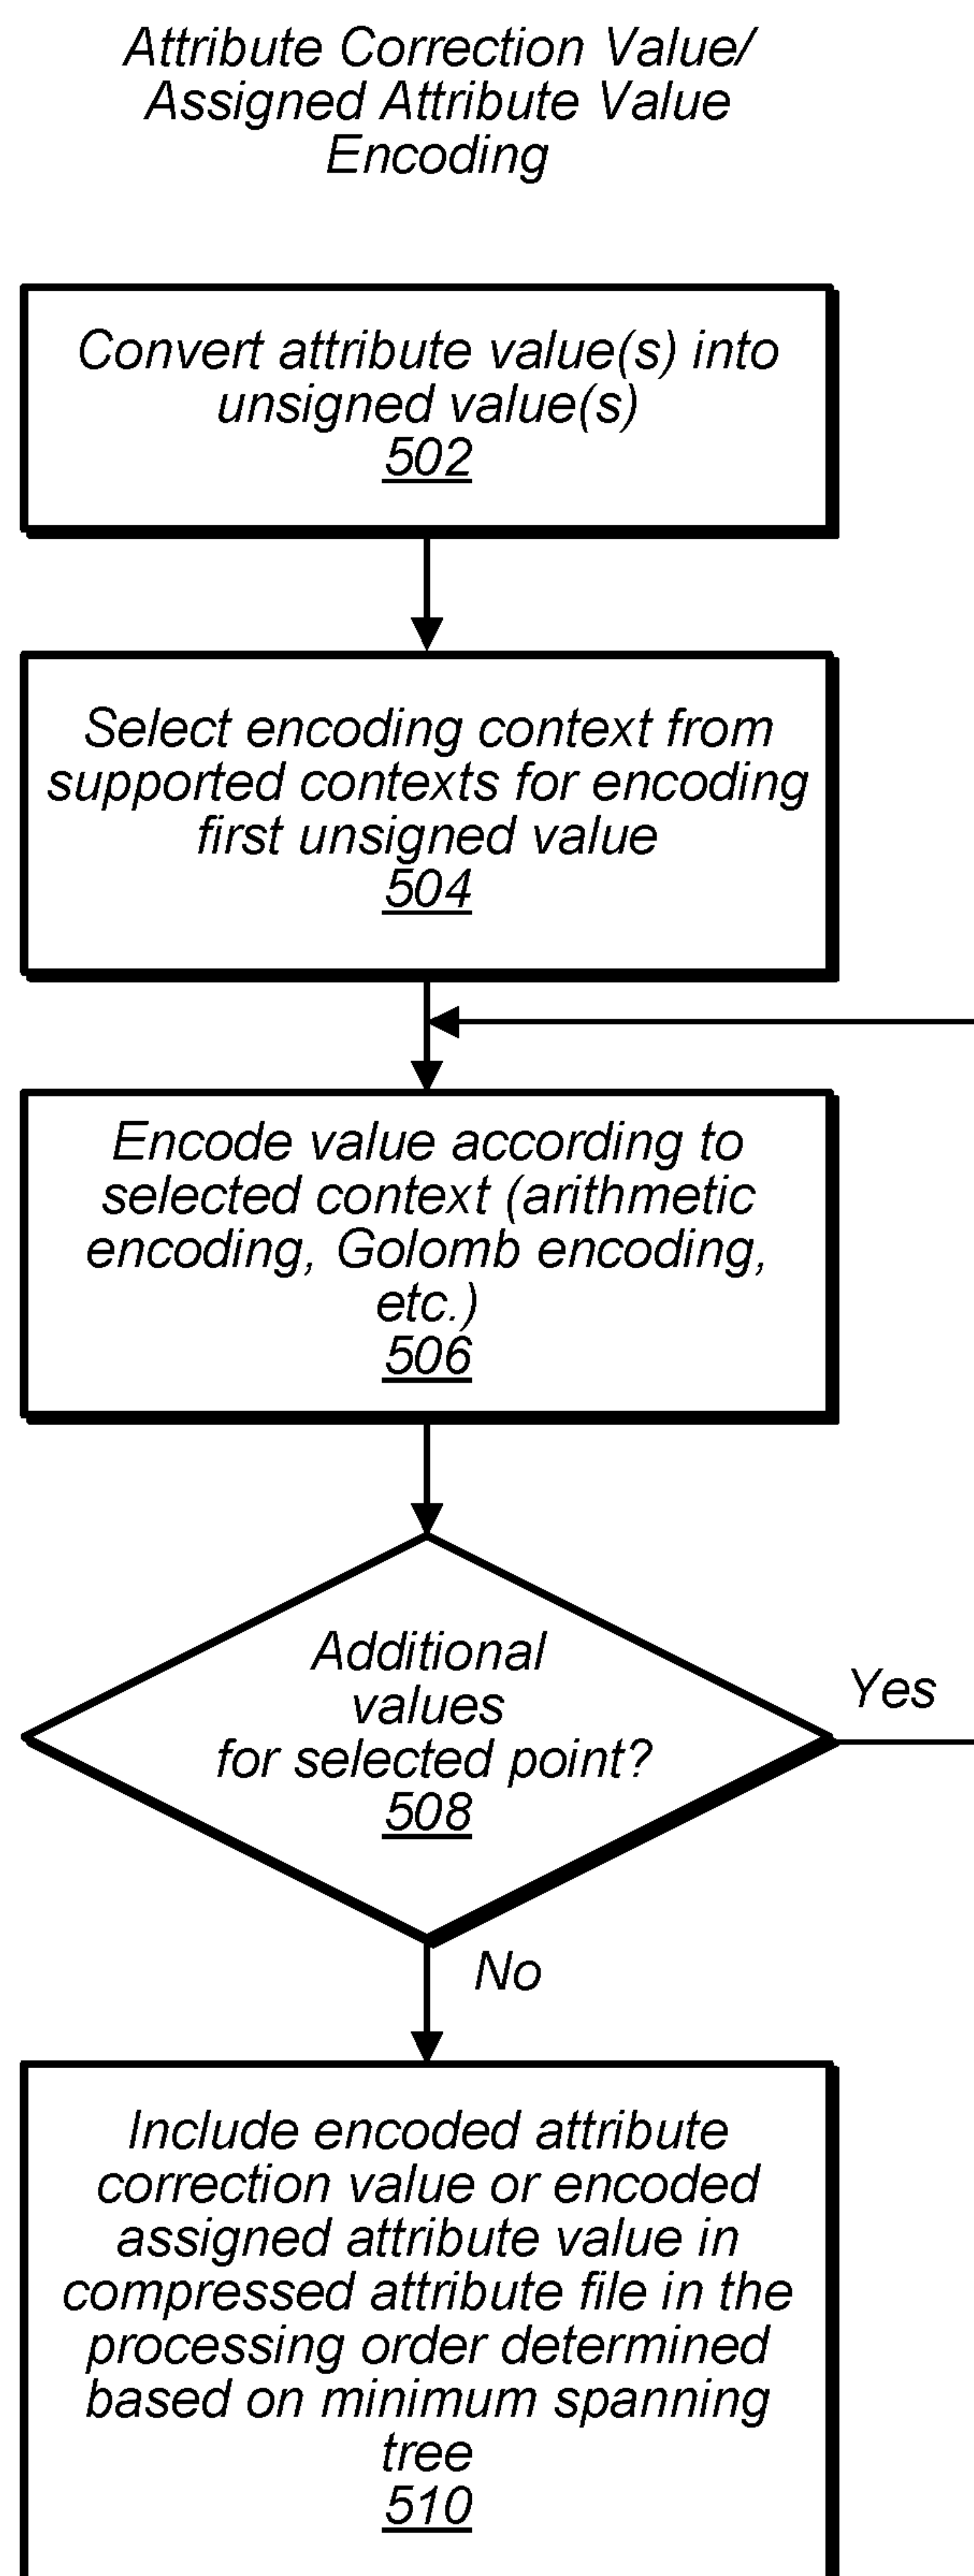 Attribute Correction Value/
Assigned Attribute Value
Encoding
Convert attribute value(s) into
unsigned value(s)
502
Select encoding context from
supported contexts for encoding
first unsigned value
504
Encode value according to
selected context (arithmetic
encoding, Golomb encoding,
etc.)
506
Additional
values
for selected point?
508
Yes
No
Include encoded attribute
correction value or encoded
assigned attribute value in
compressed attribute file in the
processing order determined
based on minimum spanning
tree
510